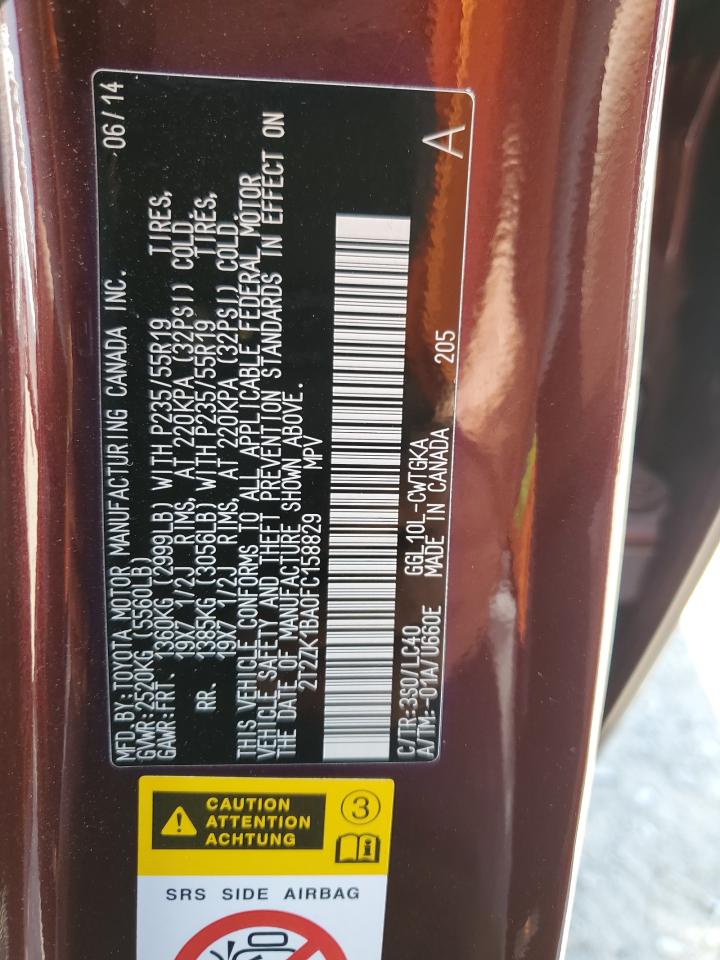 MFD.BY:TOYOTA MOTOR MANUFACTURING CANADA INC. 06/14
GVWR:2520KG (5560LB)
GAWR:FRT. 1360KG (2999LB) WITH P235/55R19 TIRES,
19X7 1/2J RIMS, AT 220KPA (32PSI) COLD.
RR. 1385KG (3056LB) WITH P235/55R19 TIRES,
19X7 1/2J RIMS, AT 220KPA (32PSI) COLD.
THIS VEHICLE CONFORMS TO ALL APPLICABLE FEDERAL MOTOR
VEHICLE SAFETY AND THEFT PREVENTION STANDARDS IN EFFECT ON
THE DATE OF MANUFACTURE SHOWN ABOVE.
2T2ZK1BA0FC158829 MPV
C/TR:3S0/LC40 GGL10L-CWTGKA 205 A
A/TM:-01A/U660E MADE IN CANADA
CAUTION
ATTENTION
ACHTUNG
3
SRS SIDE AIRBAG